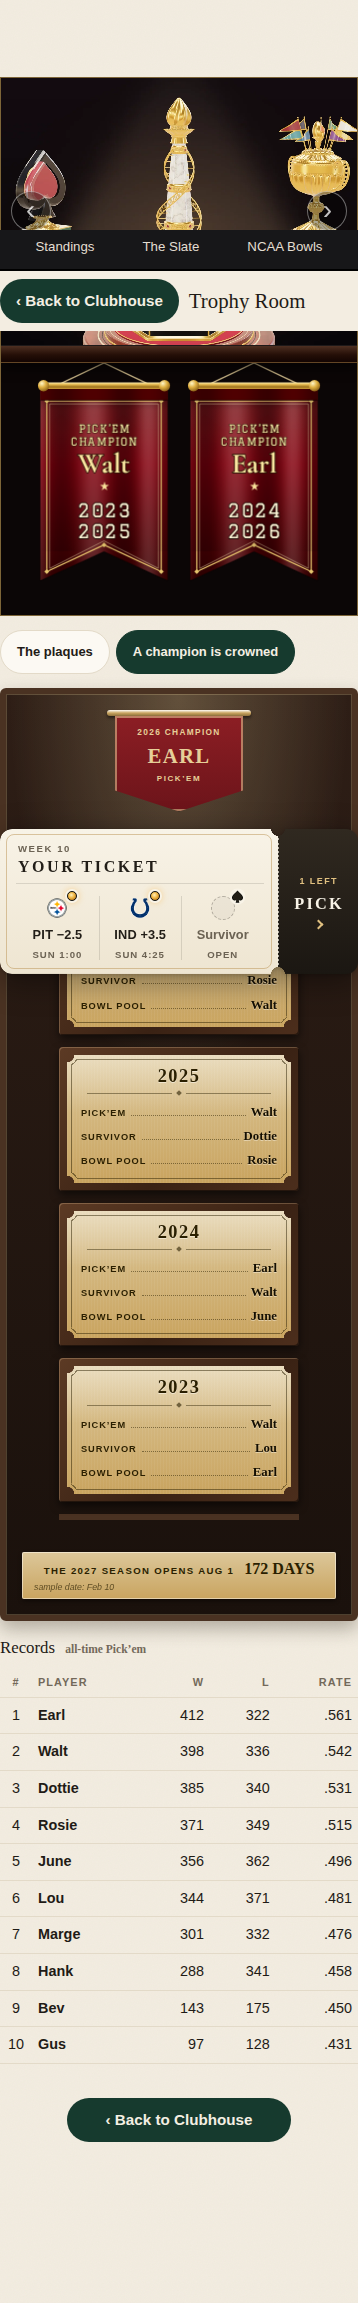 Standings The Slate NCAA Bowls
‹ Back to Clubhouse Trophy Room
PICK'EM CHAMPION
Walt
2023
2025
PICK'EM CHAMPION
Earl
2024
2026
The plaques A champion is crowned
2026 CHAMPION
EARL
PICK'EM
WEEK 10
YOUR TICKET
PIT −2.5 IND +3.5 Survivor
SUN 1:00 SUN 4:25 OPEN
1 LEFT
PICK
›
SURVIVOR Rosie
BOWL POOL Walt
2025
PICK'EM Walt
SURVIVOR Dottie
BOWL POOL Rosie
2024
PICK'EM Earl
SURVIVOR Walt
BOWL POOL June
2023
PICK'EM Walt
SURVIVOR Lou
BOWL POOL Earl
THE 2027 SEASON OPENS AUG 1 172 DAYS
sample date: Feb 10
Records all-time Pick'em
# PLAYER W L RATE
1 Earl 412 322 .561
2 Walt 398 336 .542
3 Dottie 385 340 .531
4 Rosie 371 349 .515
5 June 356 362 .496
6 Lou 344 371 .481
7 Marge 301 332 .476
8 Hank 288 341 .458
9 Bev 143 175 .450
10 Gus 97 128 .431
‹ Back to Clubhouse